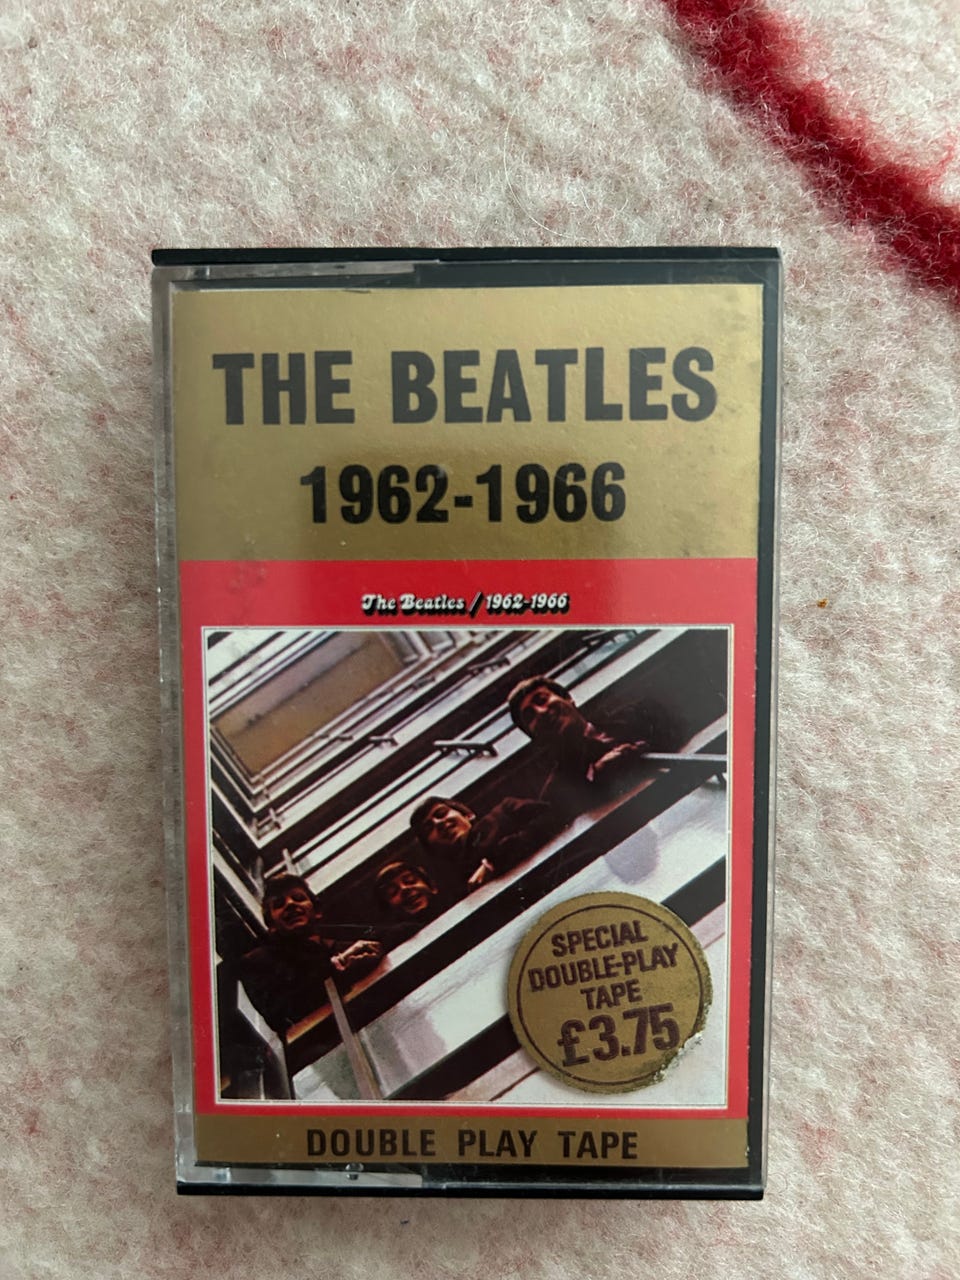 THE BEATLES
1962-1966
The Beatles / 1962-1966
SPECIAL
DOUBLE-PLAY
TAPE
£3.75
DOUBLE PLAY TAPE